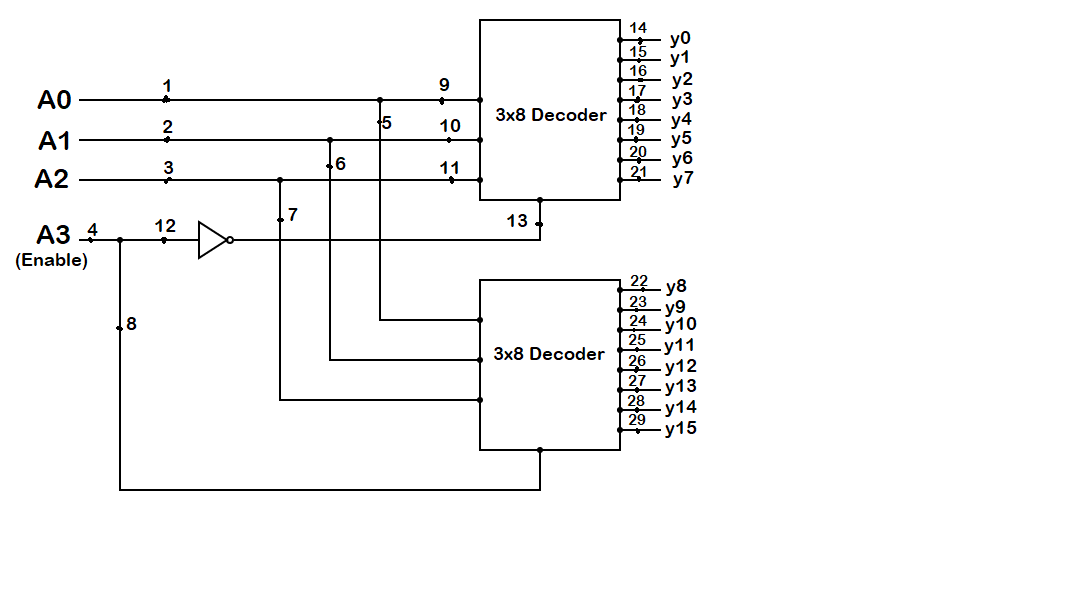 14 y0
15 y1
16 y2
17 y3
18 y4
19 y5
20 y6
21 y7
1 9
A0
3x8 Decoder
5
2 10
A1
6
3 11
A2
7
13
A3 4 12
(Enable)
8
22 y8
23 y9
24 y10
25 y11
26 y12
27 y13
28 y14
29 y15
3x8 Decoder